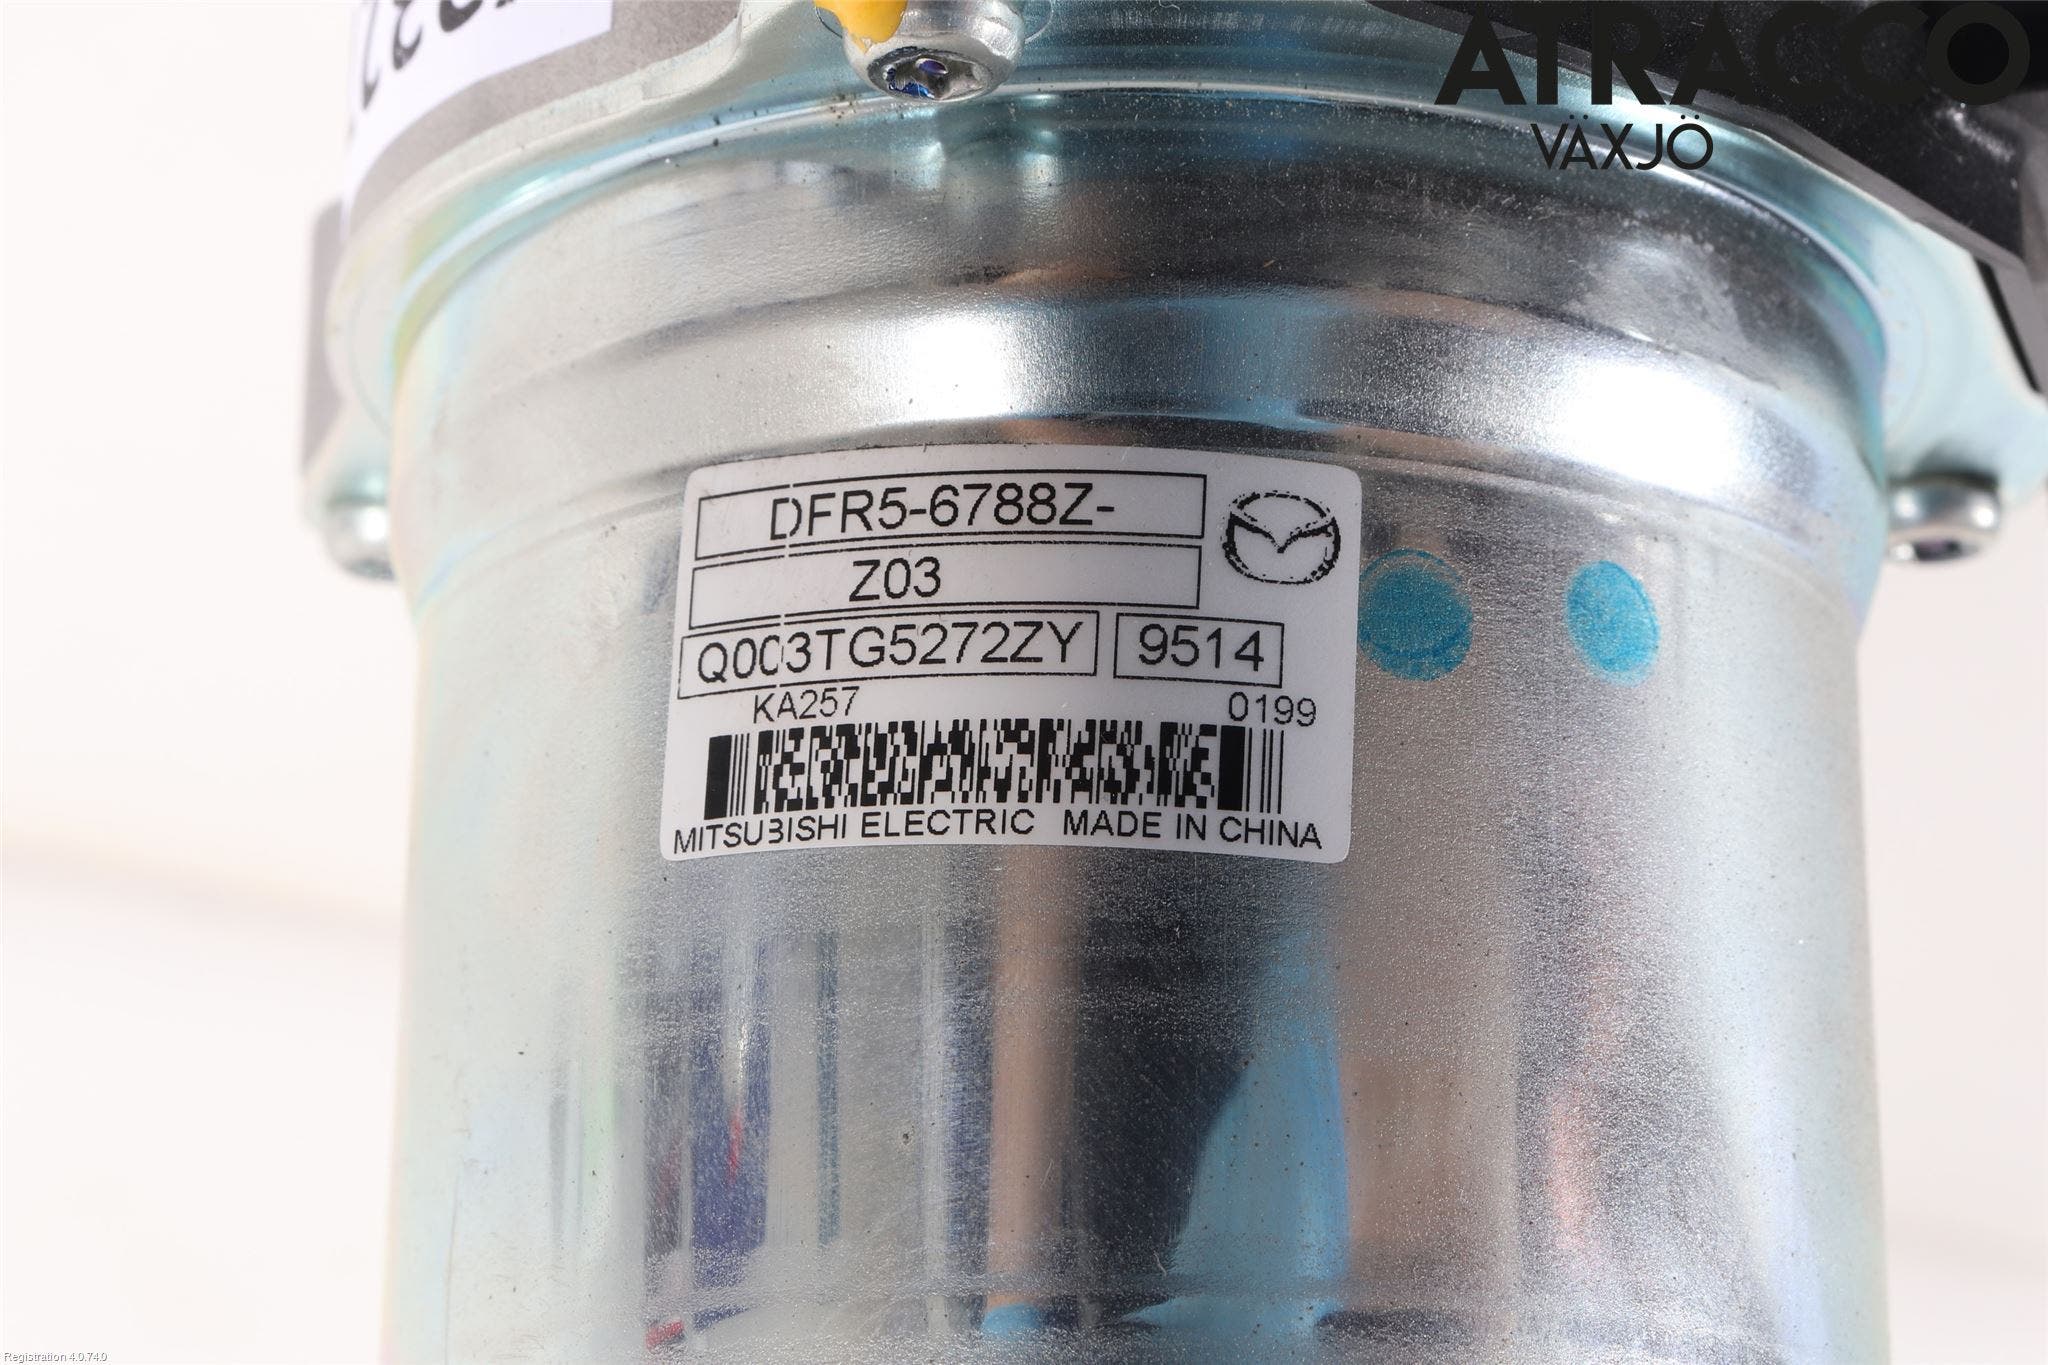 ATRACCO
VÄXJÖ
DFR5-6788Z-
Z03
Q003TG5272ZY 9514
KA257 0199
MITSUBISHI ELECTRIC MADE IN CHINA
Registration 4.0.74.0